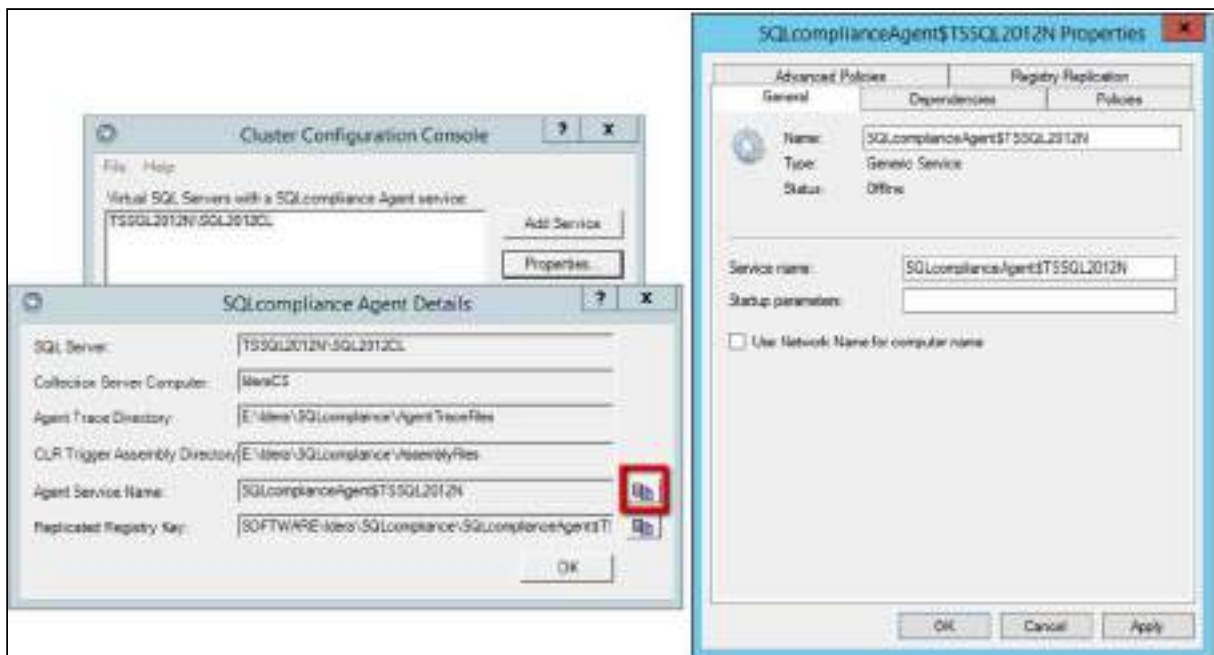 Cluster Configuration Console
? x
File Help
Virtual SQL Servers with a SQLcompliance Agent service:
TSSQL2012N\SQL2012CL
Add Service
Properties...
SQLcompliance Agent Details
? x
SQL Server: TSSQL2012N\SQL2012CL
Collection Server Computer: IderaCS
Agent Trace Directory: E:\Idera\SQLcompliance\AgentTraceFiles
CLR Trigger Assembly Directory E:\Idera\SQLcompliance\AssemblyFiles
Agent Service Name: SQLcomplianceAgent$TSSQL2012N
Replicated Registry Key: SOFTWARE\Idera\SQLcompliance\SQLcomplianceAgent$T
OK
SQLcomplianceAgent$TSSQL2012N Properties
x
Advanced Policies Registry Replication
General Dependencies Policies
Name: SQLcomplianceAgent$TSSQL2012N
Type: Generic Service
Status: Offline
Service name: SQLcomplianceAgent$TSSQL2012N
Startup parameters:
Use Network Name for computer name
OK Cancel Apply